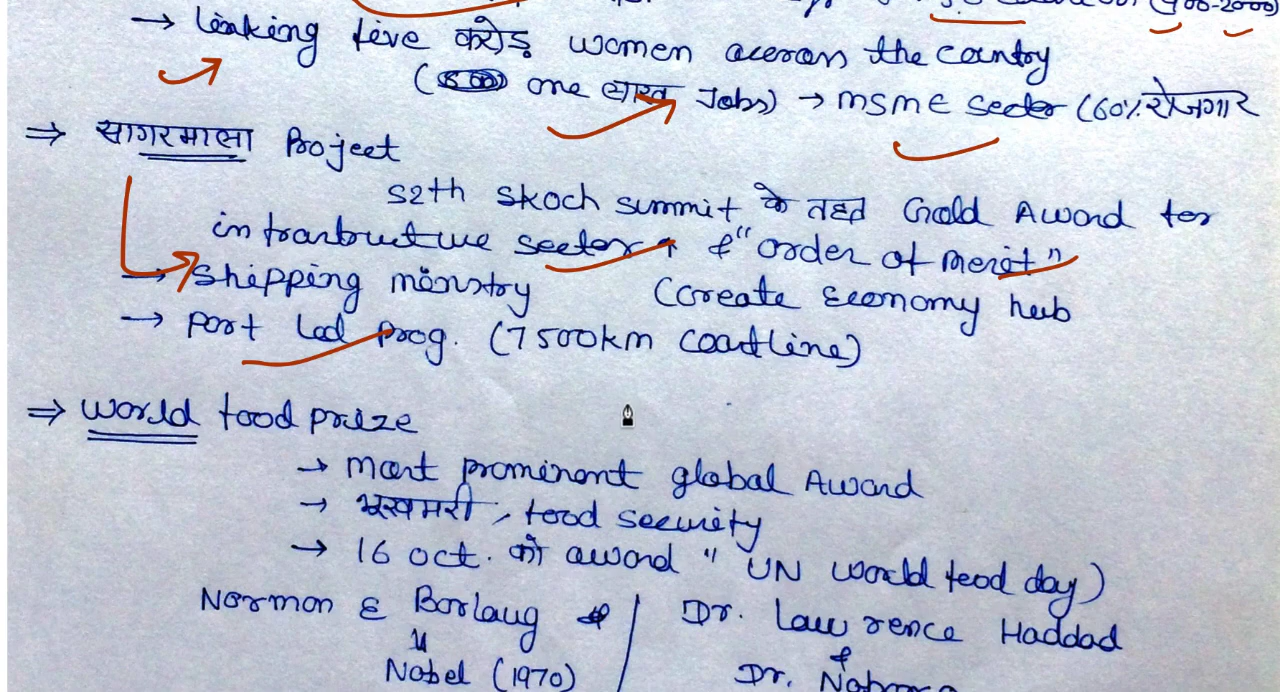 (500-2000)
→ linking five करोड़ women across the country
( one लाख Jobs) → MSME Sector (60% रोजगार
⇒ सागरमाला Project
52th Skoch summit के तहत Gold Award for
infrastructure sector & "order of merit"
→ Shipping ministry (create Economy hub
→ Port Led Prog. (7500km coastline)
⇒ World food prize
→ most prominent global Award
→ भूखमरी, food security
→ 16 oct. को award " UN world food day)
Norman E Borlaug
Dr. Lawrence Haddad
&
Nobel (1970)
Dr.